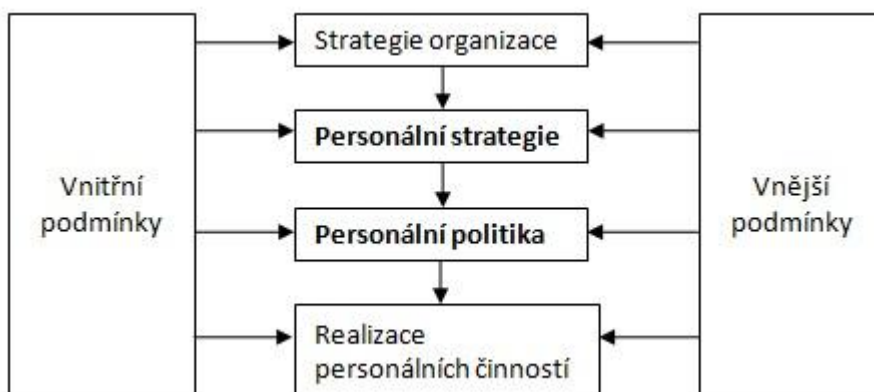 Strategie organizace
Personální strategie
Vnitřní
podmínky
Vnější
podmínky
Personální politika
Realizace
personálních činností